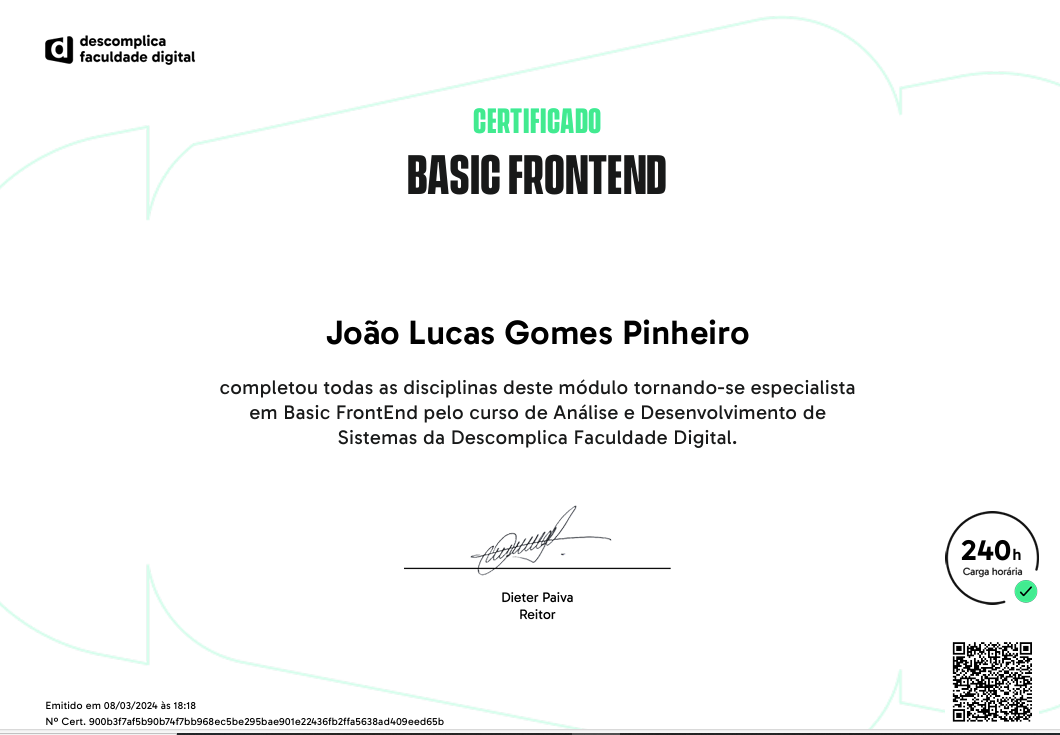 descomplica
faculdade digital
CERTIFICADO
BASIC FRONTEND
João Lucas Gomes Pinheiro
completou todas as disciplinas deste módulo tornando-se especialista
em Basic FrontEnd pelo curso de Análise e Desenvolvimento de
Sistemas da Descomplica Faculdade Digital.
Dieter Paiva
Reitor
240h
Carga horária
Emitido em 08/03/2024 às 18:18
Nº Cert. 900b3f7af5b90b74f7bb968ec5be295bae901e22436fb2ffa5638ad409eed65b